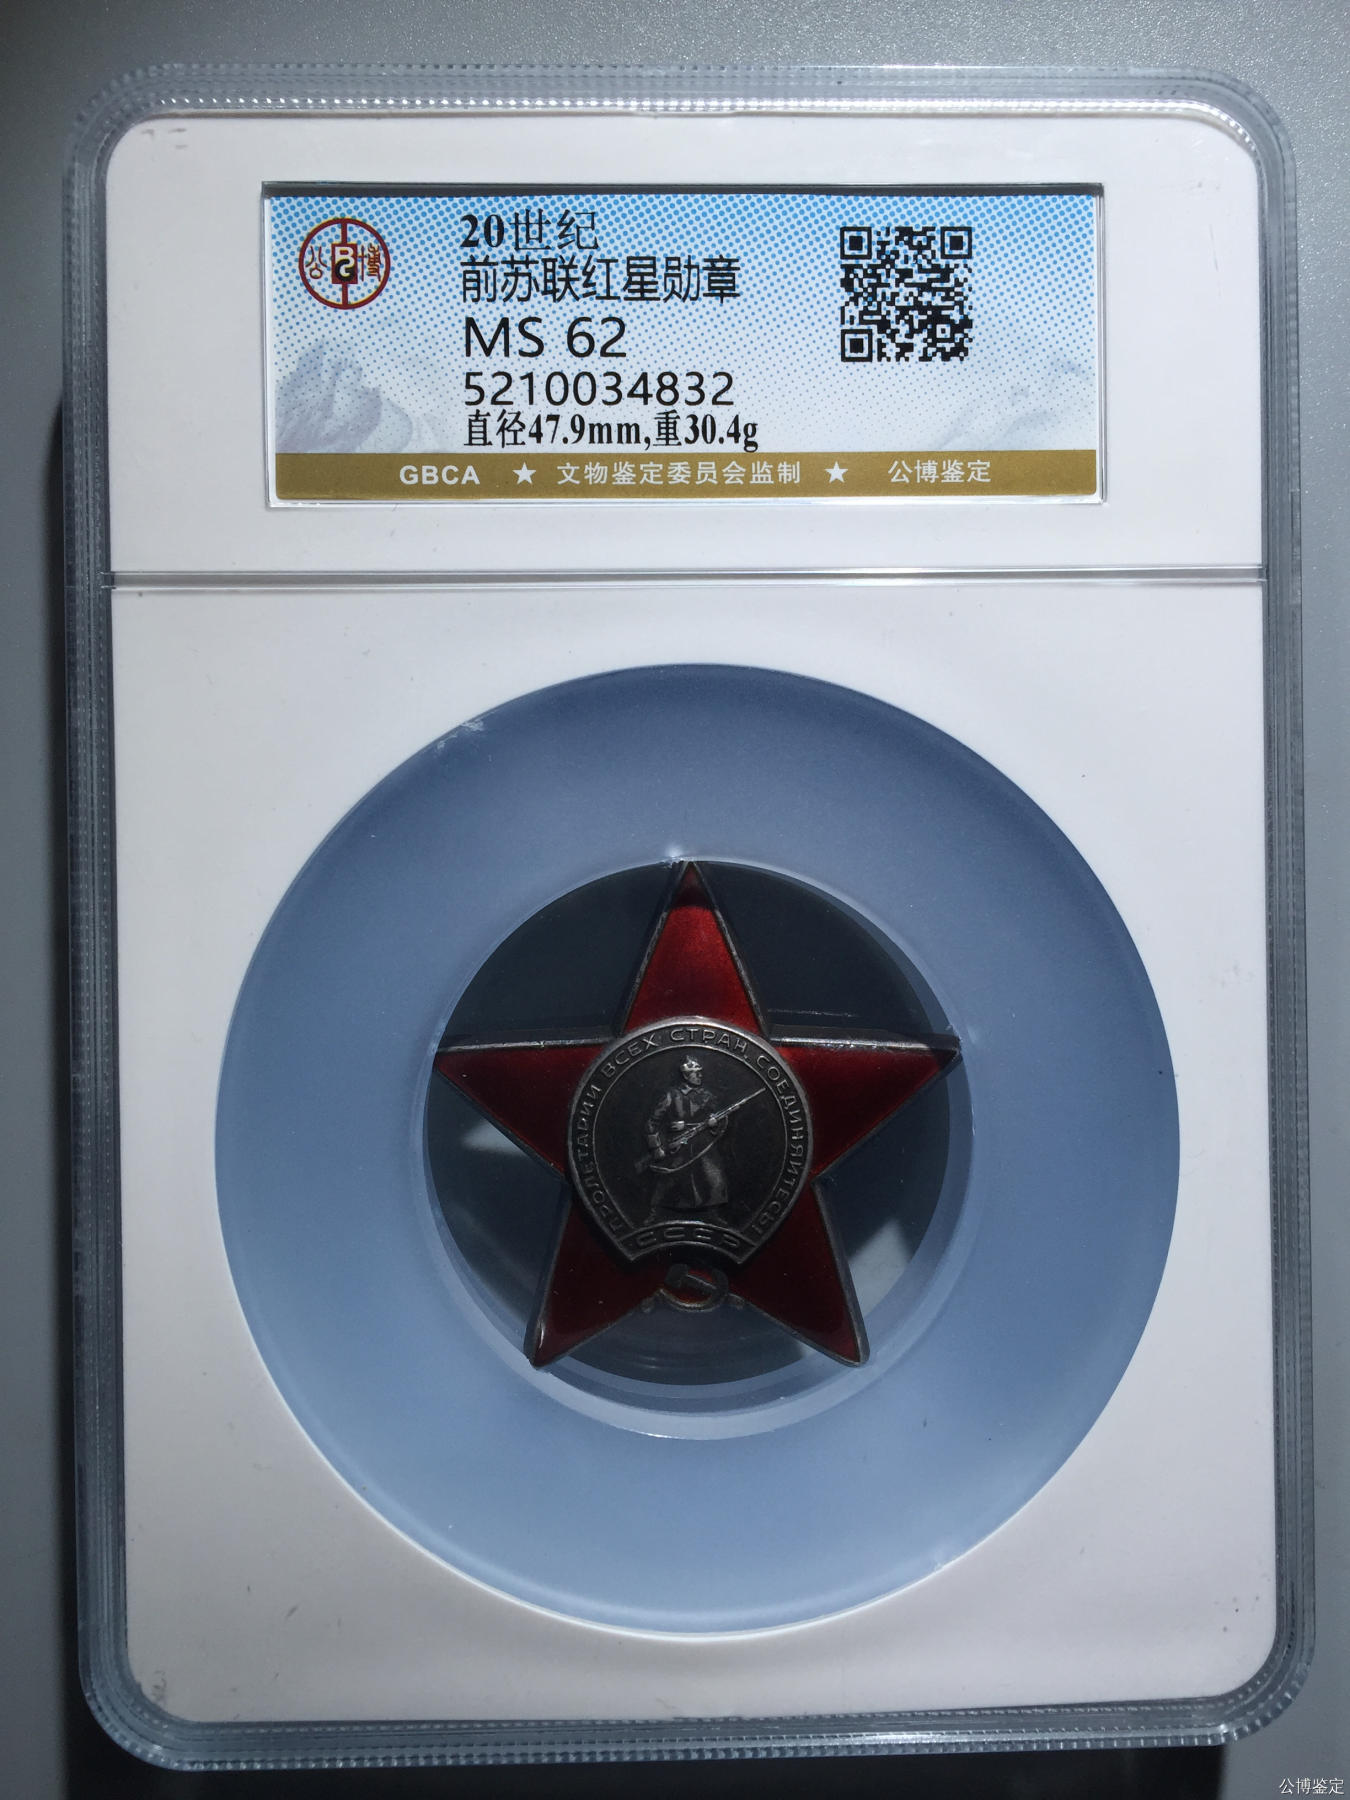 20世纪
前苏联红星勋章
MS 62
5210034832
直径47.9mm,重30.4g
公博
GBCA ★ 文物鉴定委员会监制 ★ 公博鉴定
ПРОЛЕТАРИИ ВСЕХ СТРАН, СОЕДИНЯЙТЕСЬ!
СССР
公博鉴定